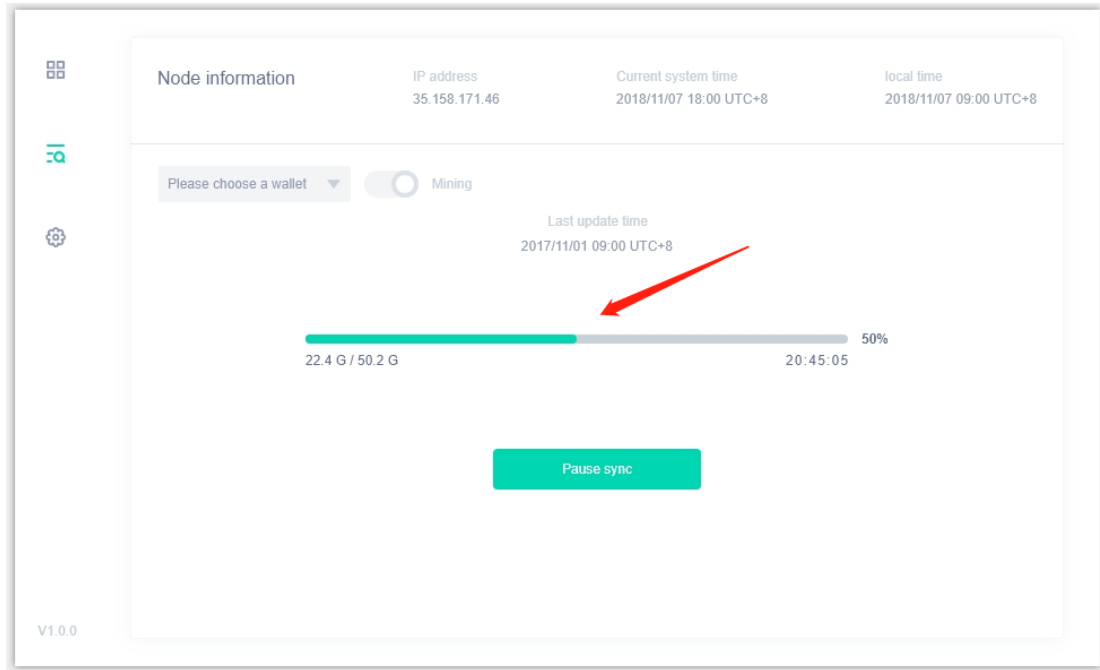 Node information
IP address
35.158.171.46
Current system time
2018/11/07 18:00 UTC+8
local time
2018/11/07 09:00 UTC+8
Please choose a wallet
Mining
Last update time
2017/11/01 09:00 UTC+8
50%
22.4 G / 50.2 G
20:45:05
Pause sync
V1.0.0